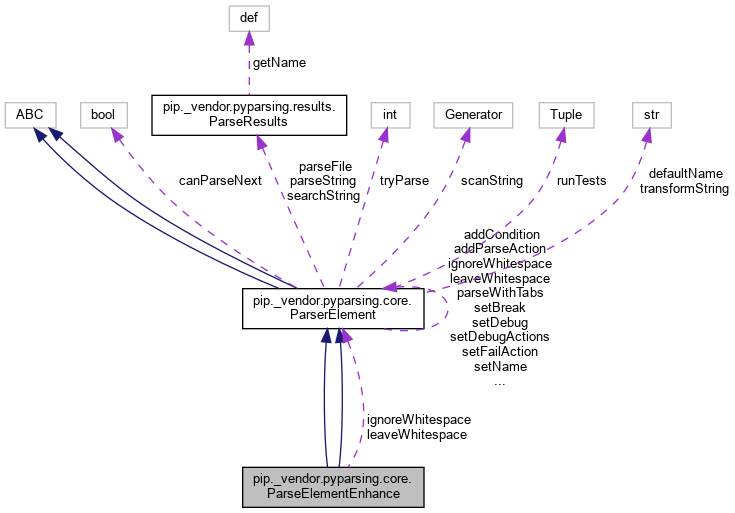 def
getName
pip._vendor.pyparsing.results.
ParseResults
ABC
bool
int
Generator
Tuple
str
canParseNext
parseFile
parseString
searchString
tryParse
scanString
runTests
defaultName
transformString
addCondition
addParseAction
ignoreWhitespace
leaveWhitespace
parseWithTabs
setBreak
setDebug
setDebugActions
setFailAction
setName
...
pip._vendor.pyparsing.core.
ParserElement
ignoreWhitespace
leaveWhitespace
pip._vendor.pyparsing.core.
ParseElementEnhance